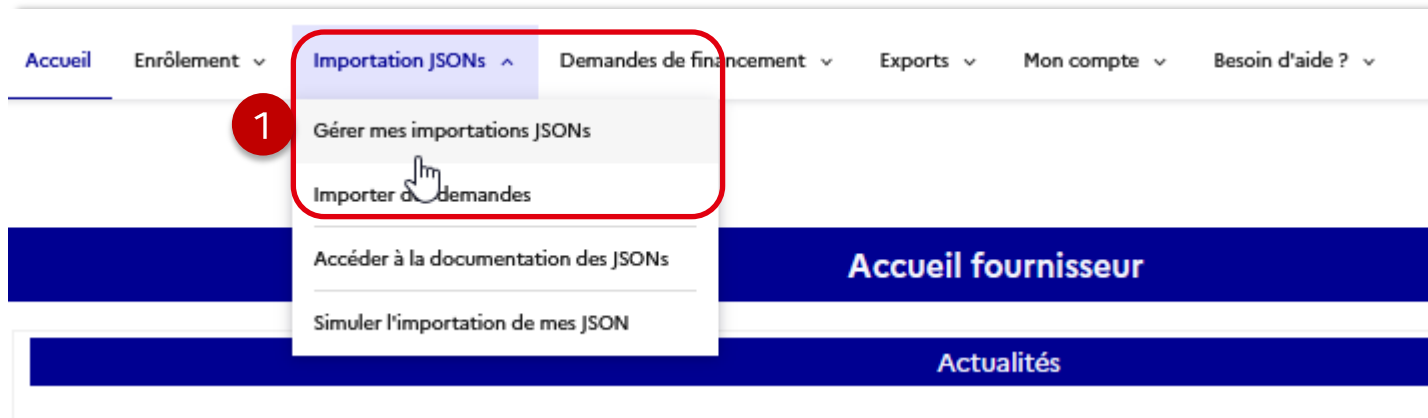 Accueil Enrôlement Importation JSONs Demandes de financement Exports Mon compte Besoin d'aide ?
1 Gérer mes importations JSONs
Importer demandes
Accéder à la documentation des JSONs
Accueil fournisseur
Simuler l'importation de mes JSON
Actualités